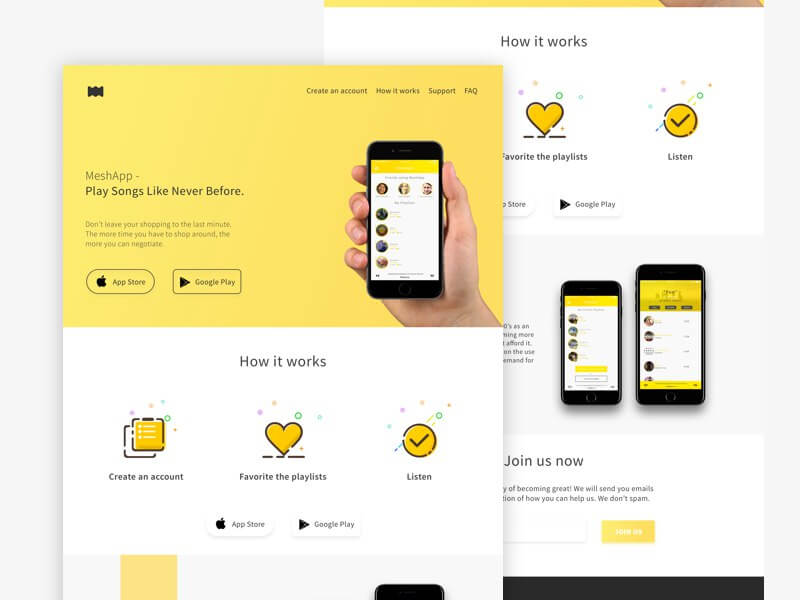 Create an account
How it works
Support
FAQ
MeshApp -
Play Songs Like Never Before.
Don't leave your shopping to the last minute.
The more time you have to shop around, the
more you can negotiate.
App Store
Google Play
How it works
Create an account
Favorite the playlists
Listen
App Store
Google Play
How it works
Favorite the playlists
Listen
Store
Google Play
0's as an
ming more
afford it.
on the use
emand for
Join us now
y of becoming great! We will send you emails
tion of how you can help us. We don't spam.
Join us